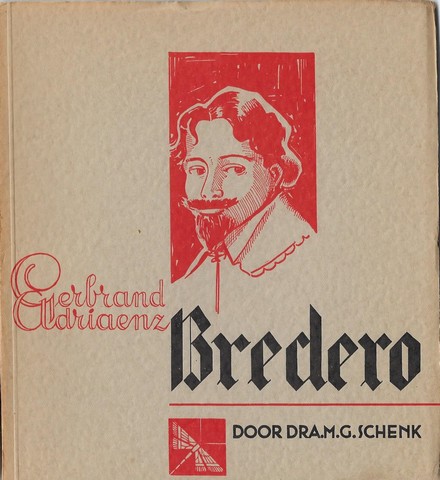 Gerbrand
Adriaenz
Bredero
DOOR DRA.M.G.SCHENK